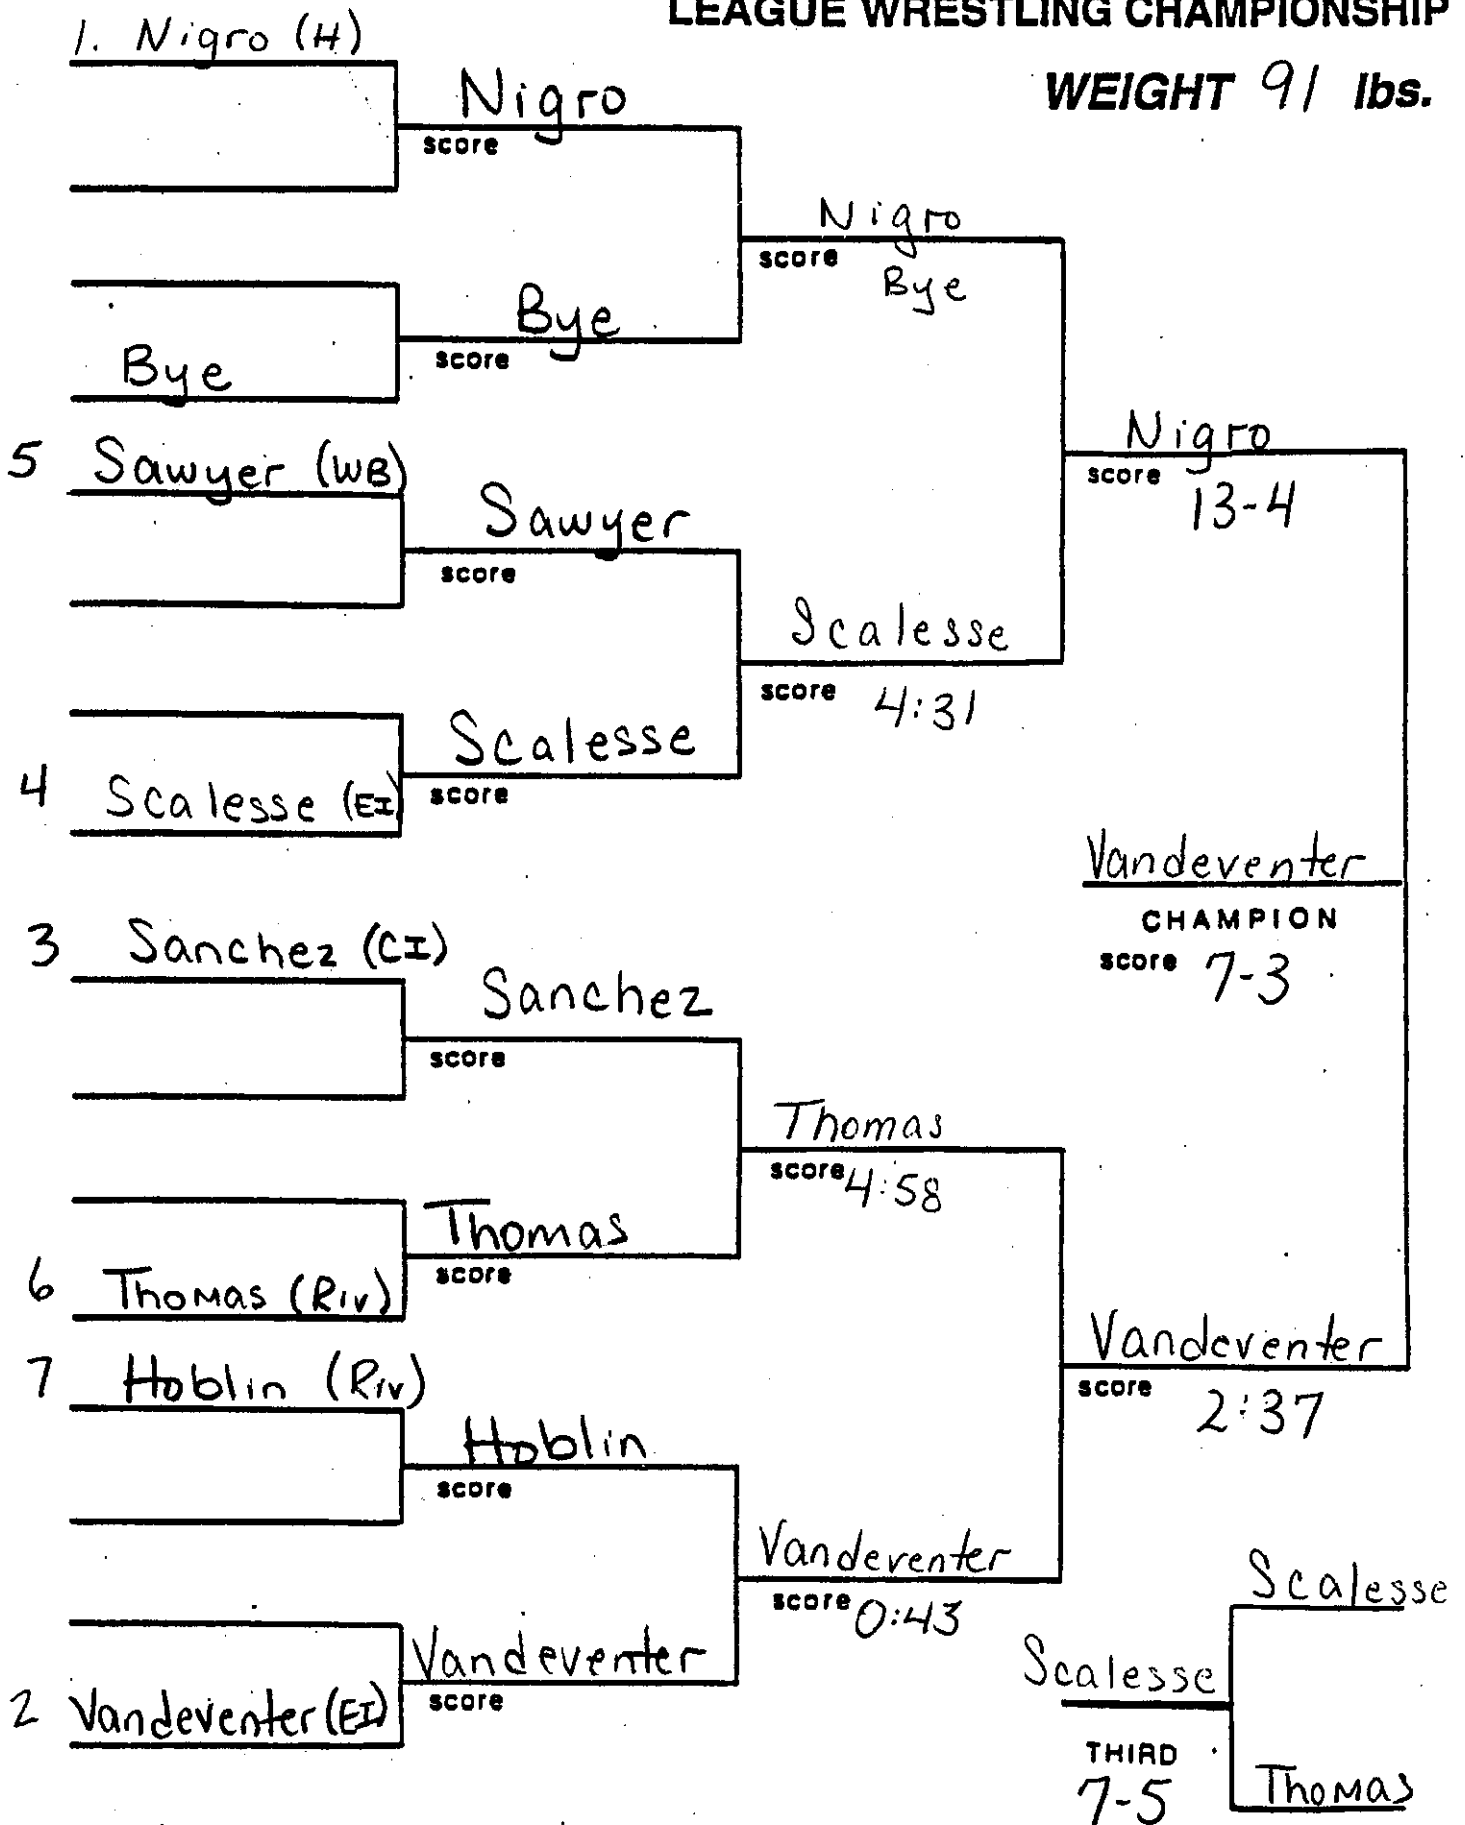 LEAGUE WRESTLING CHAMPIONSHIP
1. Nigro (H)
WEIGHT 91 lbs.
Nigro
score
Nigro
score
Bye
Bye
score
Bye
5 Sawyer (WB)
Nigro
score
13-4
Sawyer
score
Scalesse
score 4:31
Scalesse
score
4 Scalesse (EI)
Vandeventer
CHAMPION
score 7-3
3 Sanchez (CI)
Sanchez
score
Thomas
score 4:58
Thomas
score
6 Thomas (Riv)
Vandeventer
score
2:37
7 Hoblin (Riv)
Hoblin
score
Vandeventer
score 0:43
Vandeventer
score
2 Vandeventer (EI)
Scalesse
Scalesse
THIRD
7-5
Thomas